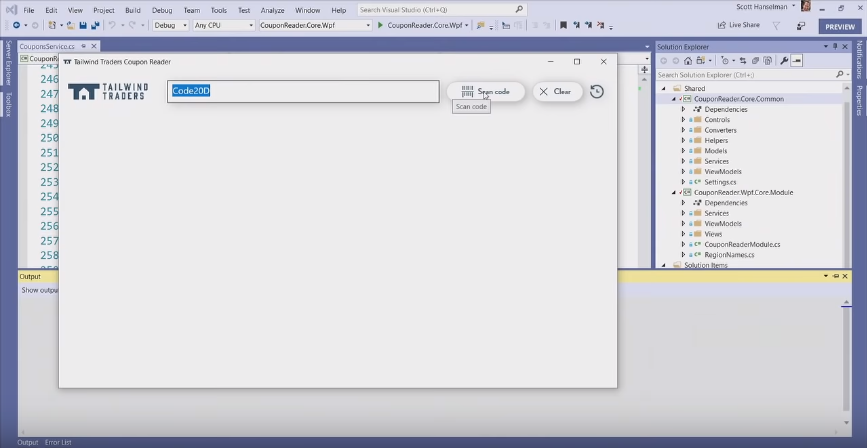 Scott Hanselman
File Edit View Project Build Debug Team Tools Test Analyze Window Help Search Visual Studio (Ctrl+Q)
Debug Any CPU CouponReader.Core.Wpf CouponReader.Core.Wpf Live Share PREVIEW
Server Explorer
Toolbox
CouponsService.cs
CouponR
245
246
247
248
249
250
251
252
253
254
255
256
257
258
Tailwind Traders Coupon Reader
TAILWIND
TRADERS
Code20D
Scan code
Clear
Scan code
Solution Explorer
Search Solution Explorer (Ctrl+;)
Shared
CouponReader.Core.Common
Dependencies
Controls
Converters
Helpers
Models
Services
ViewModels
Settings.cs
CouponReader.Wpf.Core.Module
Dependencies
Services
ViewModels
Views
CouponReaderModule.cs
RegionNames.cs
Solution Items
Notifications
Properties
Output
Show outpu
Output Error List